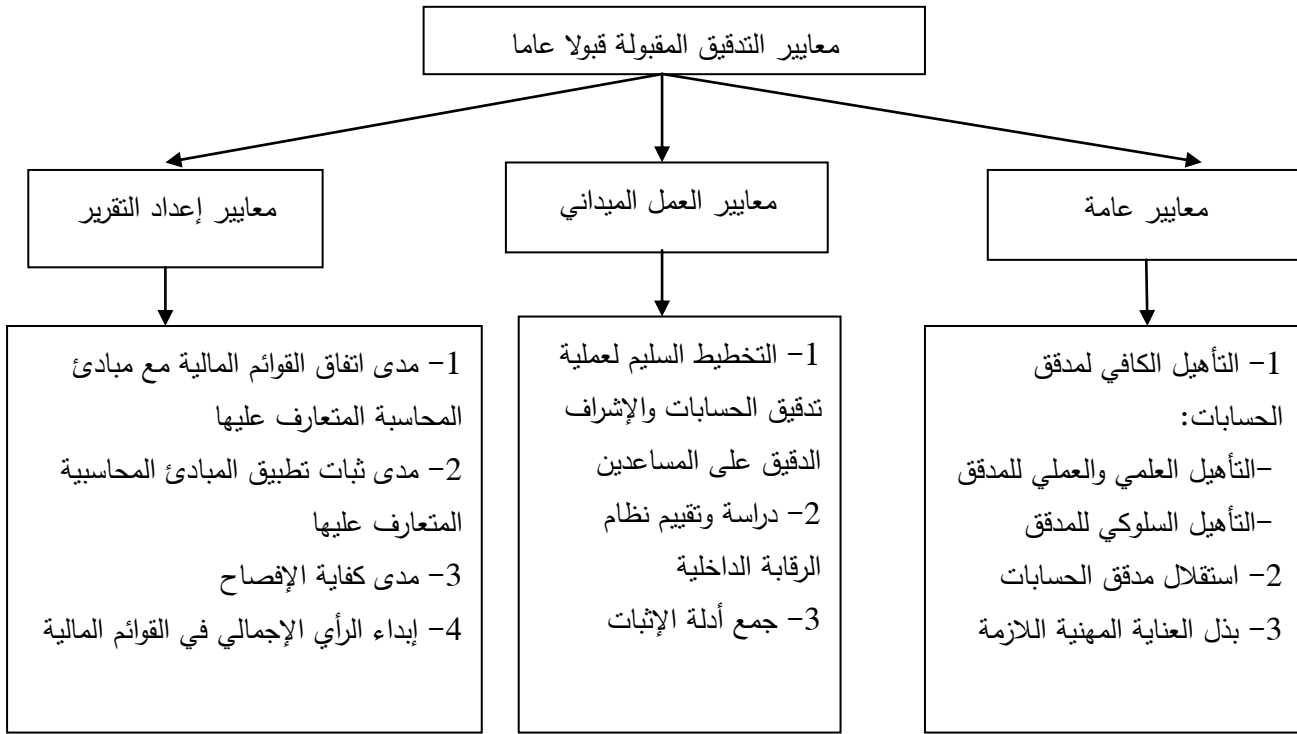 معايير التدقيق المقبولة قبولا عاما
معايير عامة
معايير العمل الميداني
معايير إعداد التقرير
1- التأهيل الكافي لمدقق
الحسابات:
-التأهيل العلمي والعملي للمدقق
-التأهيل السلوكي للمدقق
2- استقلال مدقق الحسابات
3- بذل العناية المهنية اللازمة
1- التخطيط السليم لعملية
تدقيق الحسابات والإشراف
الدقيق على المساعدين
2- دراسة وتقييم نظام
الرقابة الداخلية
3- جمع أدلة الإثبات
1- مدى اتفاق القوائم المالية مع مبادئ
المحاسبة المتعارف عليها
2- مدى ثبات تطبيق المبادئ المحاسبية
المتعارف عليها
3- مدى كفاية الإفصاح
4- إبداء الرأي الإجمالي في القوائم المالية